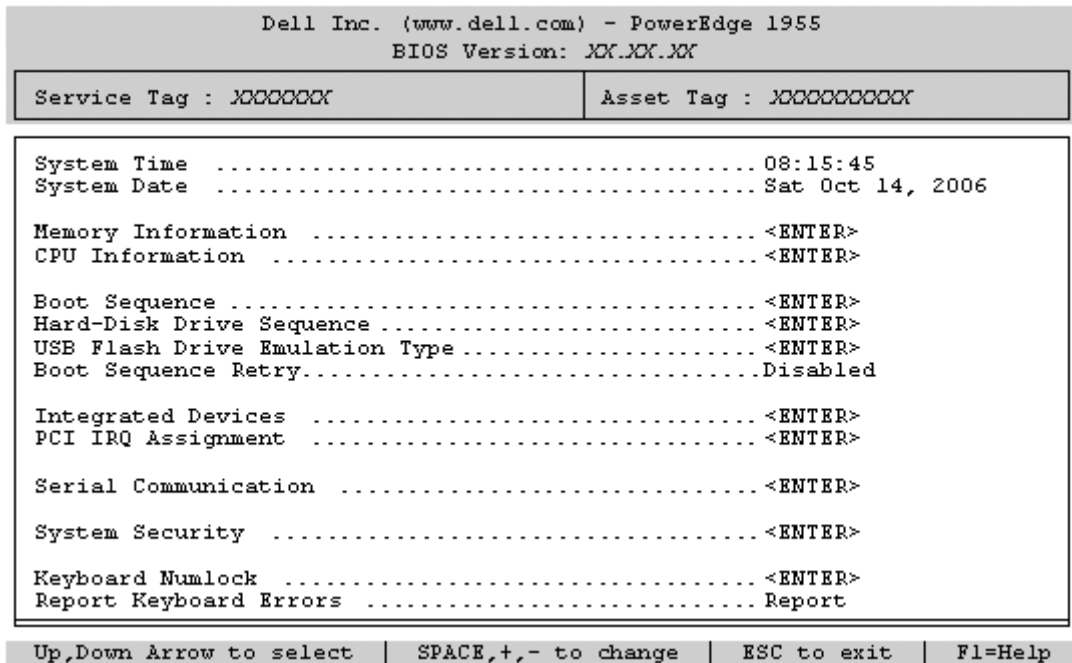 Dell Inc. (www.dell.com) - PowerEdge 1955
BIOS Version: XX.XX.XX
Service Tag : XXXXXXX Asset Tag : XXXXXXXXXX
System Time ........................................ 08:15:45
System Date ........................................ Sat Oct 14, 2006
Memory Information ................................. <ENTER>
CPU Information .................................... <ENTER>
Boot Sequence ....................................... <ENTER>
Hard-Disk Drive Sequence ............................ <ENTER>
USB Flash Drive Emulation Type ...................... <ENTER>
Boot Sequence Retry.................................. Disabled
Integrated Devices ................................. <ENTER>
PCI IRQ Assignment ................................. <ENTER>
Serial Communication ............................... <ENTER>
System Security .................................... <ENTER>
Keyboard Numlock ................................... <ENTER>
Report Keyboard Errors ............................. Report
Up,Down Arrow to select | SPACE,+,- to change | ESC to exit | F1=Help